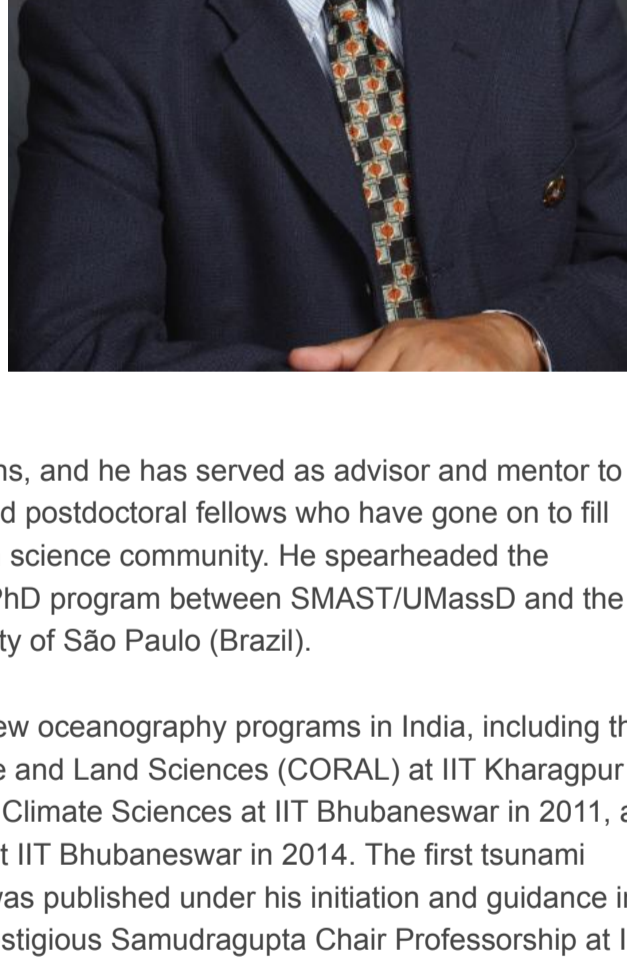 ns, and he has served as advisor and mentor to
d postdoctoral fellows who have gone on to fill
science community. He spearheaded the
PhD program between SMAST/UMassD and the
ty of São Paulo (Brazil).
ew oceanography programs in India, including th
e and Land Sciences (CORAL) at IIT Kharagpur
Climate Sciences at IIT Bhubaneswar in 2011, a
t IIT Bhubaneswar in 2014. The first tsunami
was published under his initiation and guidance in
stigious Samudragupta Chair Professorship at I